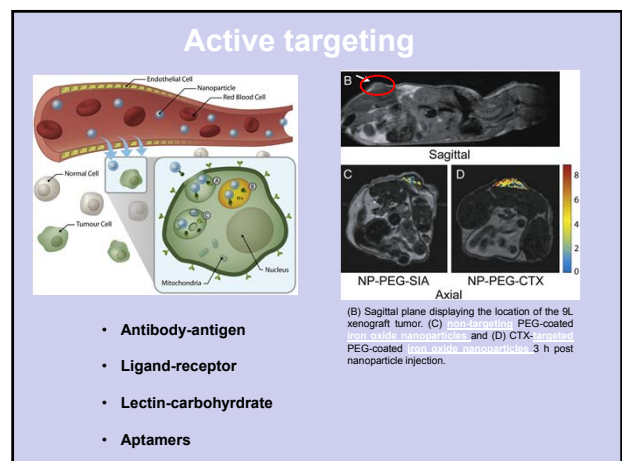 Active targeting
Endothelial Cell
Nanoparticle
Red Blood Cell
Normal Cell
Tumour Cell
A
B
C
H+
Nucleus
Mitochondria
B
Sagittal
C
D
8
6
4
2
0
NP-PEG-SIA
NP-PEG-CTX
Axial
(B) Sagittal plane displaying the location of the 9L
xenograft tumor. (C) non-targeting PEG-coated
iron oxide nanoparticles and (D) CTX-targeted
PEG-coated iron oxide nanoparticles 3 h post
nanoparticle injection.
• Antibody-antigen
• Ligand-receptor
• Lectin-carbohyrdrate
• Aptamers